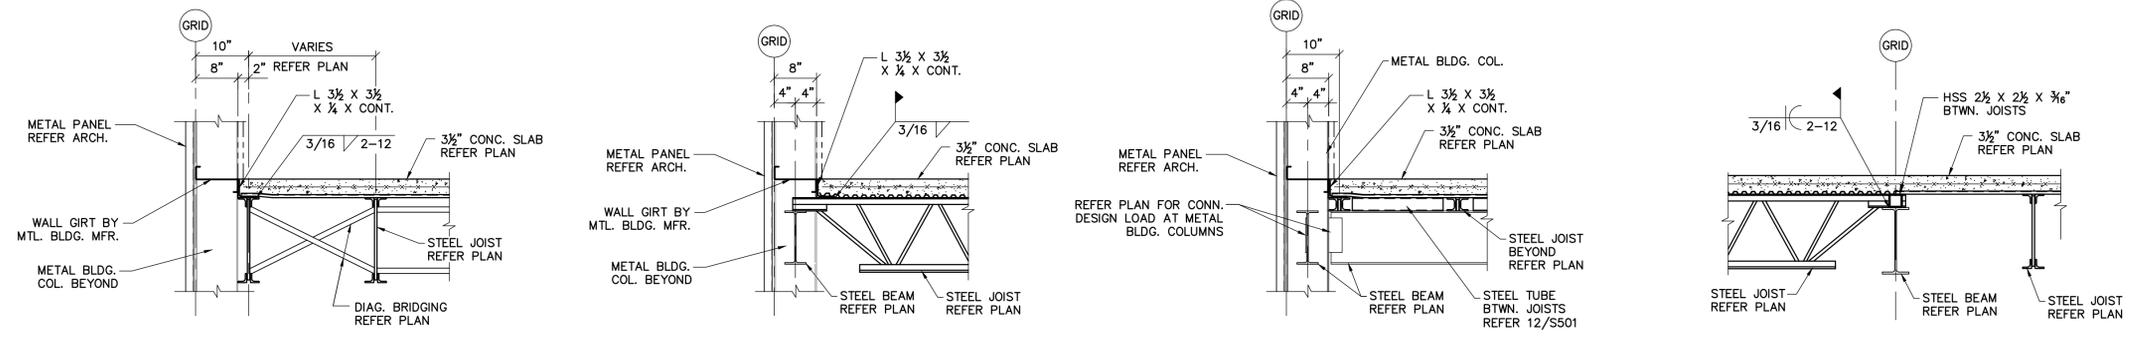 GRID
10"
VARIES
8"
2"
REFER PLAN
L 3½ X 3½
X ¼ X CONT.
METAL PANEL
REFER ARCH.
3/16
2-12
3½" CONC. SLAB
REFER PLAN
WALL GIRT BY
MTL. BLDG. MFR.
STEEL JOIST
REFER PLAN
METAL BLDG.
COL. BEYOND
DIAG. BRIDGING
REFER PLAN
GRID
8"
4"
4"
L 3½ X 3½
X ¼ X CONT.
3/16
METAL PANEL
REFER ARCH.
3½" CONC. SLAB
REFER PLAN
WALL GIRT BY
MTL. BLDG. MFR.
METAL BLDG.
COL. BEYOND
STEEL BEAM
REFER PLAN
STEEL JOIST
REFER PLAN
GRID
10"
8"
4"
4"
METAL BLDG. COL.
L 3½ X 3½
X ¼ X CONT.
3½" CONC. SLAB
REFER PLAN
METAL PANEL
REFER ARCH.
REFER PLAN FOR CONN.
DESIGN LOAD AT METAL
BLDG. COLUMNS
STEEL JOIST
BEYOND
REFER PLAN
STEEL BEAM
REFER PLAN
STEEL TUBE
BTWN. JOISTS
REFER 12/S501
GRID
HSS 2½ X 2½ X 3⁄16"
BTWN. JOISTS
3/16
2-12
3½" CONC. SLAB
REFER PLAN
STEEL JOIST
REFER PLAN
STEEL BEAM
REFER PLAN
STEEL JOIST
REFER PLAN